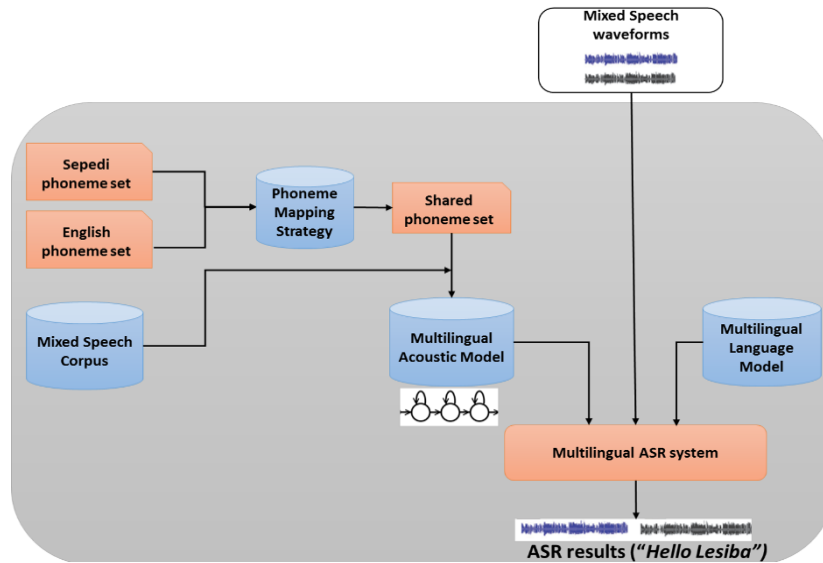 Mixed Speech
waveforms
Sepedi
phoneme set
English
phoneme set
Phoneme
Mapping
Strategy
Shared
phoneme set
Mixed Speech
Corpus
Multilingual
Acoustic Model
Multilingual
Language
Model
Multilingual ASR system
ASR results (“Hello Lesiba”)